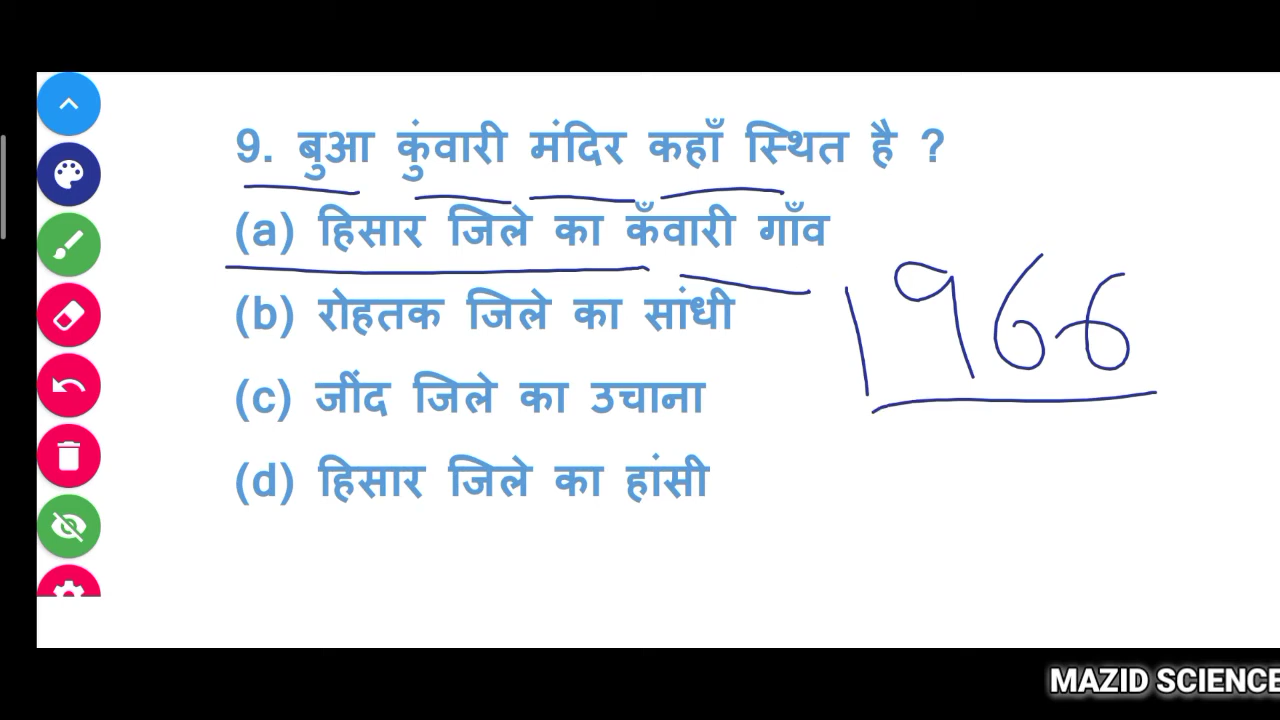 9. बुआ कुंवारी मंदिर कहाँ स्थित है ?
(a) हिसार जिले का कँवारी गाँव
(b) रोहतक जिले का सांधी
(c) जींद जिले का उचाना
(d) हिसार जिले का हांसी
1966
MAZID SCIENCE